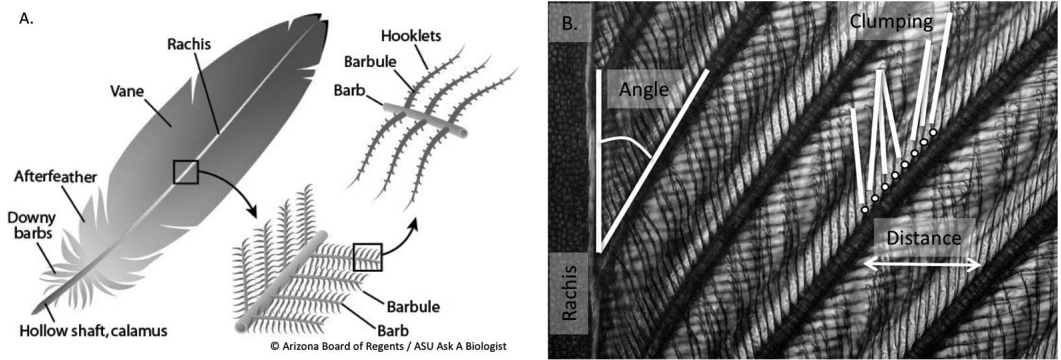 A.
Rachis
Vane
Afterfeather
Downy
barbs
Hollow shaft, calamus
Hooklets
Barbule
Barb
Barbule
Barb
© Arizona Board of Regents / ASU Ask A Biologist
B.
Clumping
Angle
Distance
Rachis